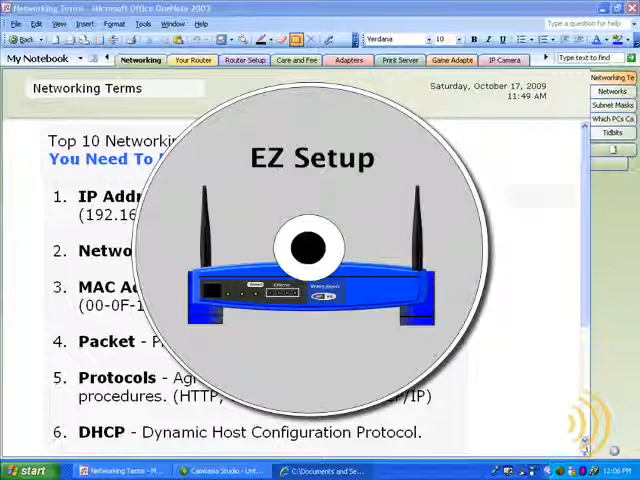 Networking Terms - Microsoft Office OneNote 2003
File Edit View Insert Format Tools Window Help
Type a question for help
Back
Verdana
10
B I U
My Notebook
Networking
Your Router
Router Setup
Care and Fee
Adapters
Print Server
Game Adapte
IP Camera
Type text to find
Networking Terms
Saturday, October 17, 2009
11:49 AM
Networking Te
Networks
Subnet Masks
Which PCs Ca
Tidbits
Top 10 Networki
You Need To
EZ Setup
1. IP Addr
(192.16
2. Netwo
3. MAC Ad
(00-0F-1
4. Packet - P
5. Protocols - Ag
procedures. (HTTP, P/IP)
6. DHCP - Dynamic Host Configuration Protocol.
start
Networking Terms - M...
Camtasia Studio - Unt...
C:\Documents and Se...
12:06 PM